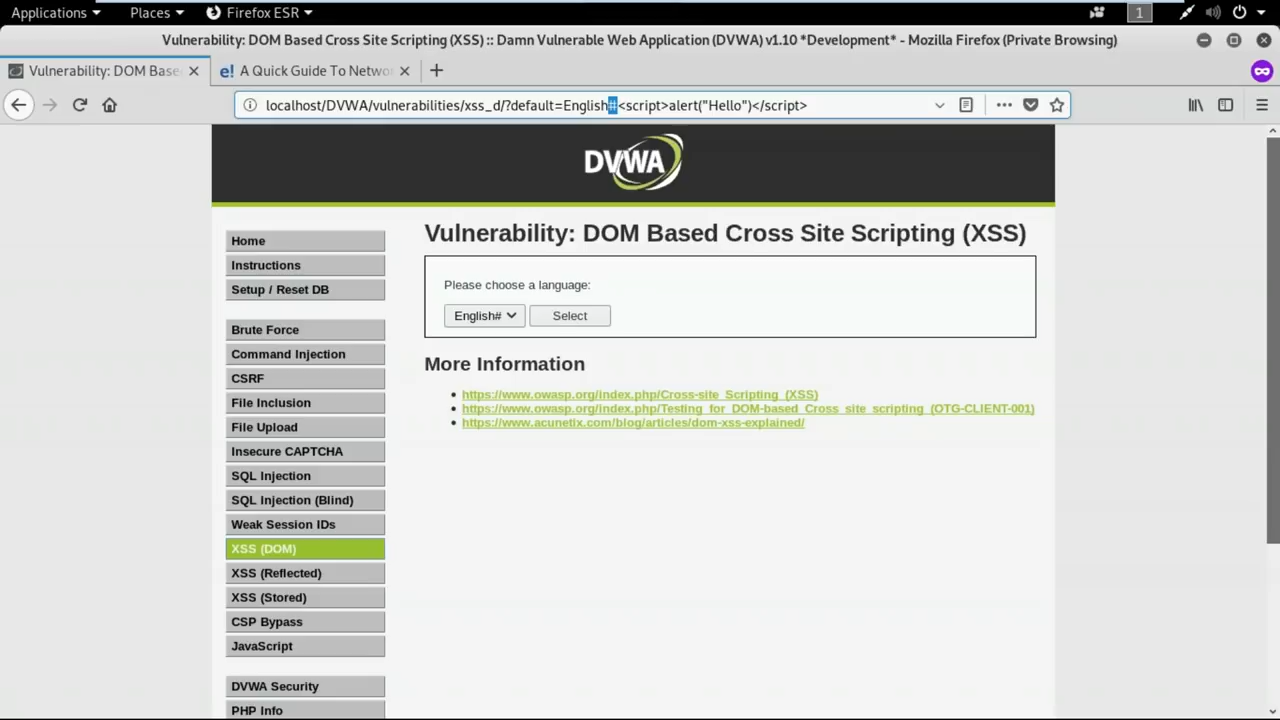 Applications Places Firefox ESR 1
Vulnerability: DOM Based Cross Site Scripting (XSS) :: Damn Vulnerable Web Application (DVWA) v1.10 *Development* - Mozilla Firefox (Private Browsing)
Vulnerability: DOM Base e! A Quick Guide To Netwo
localhost/DVWA/vulnerabilities/xss_d/?default=English#<script>alert("Hello")</script>
DVWA
Vulnerability: DOM Based Cross Site Scripting (XSS)
Please choose a language:
English# Select
More Information
https://www.owasp.org/index.php/Cross-site_Scripting_(XSS)
https://www.owasp.org/index.php/Testing_for_DOM-based_Cross_site_scripting_(OTG-CLIENT-001)
https://www.acunetix.com/blog/articles/dom-xss-explained/
Home
Instructions
Setup / Reset DB
Brute Force
Command Injection
CSRF
File Inclusion
File Upload
Insecure CAPTCHA
SQL Injection
SQL Injection (Blind)
Weak Session IDs
XSS (DOM)
XSS (Reflected)
XSS (Stored)
CSP Bypass
JavaScript
DVWA Security
PHP Info